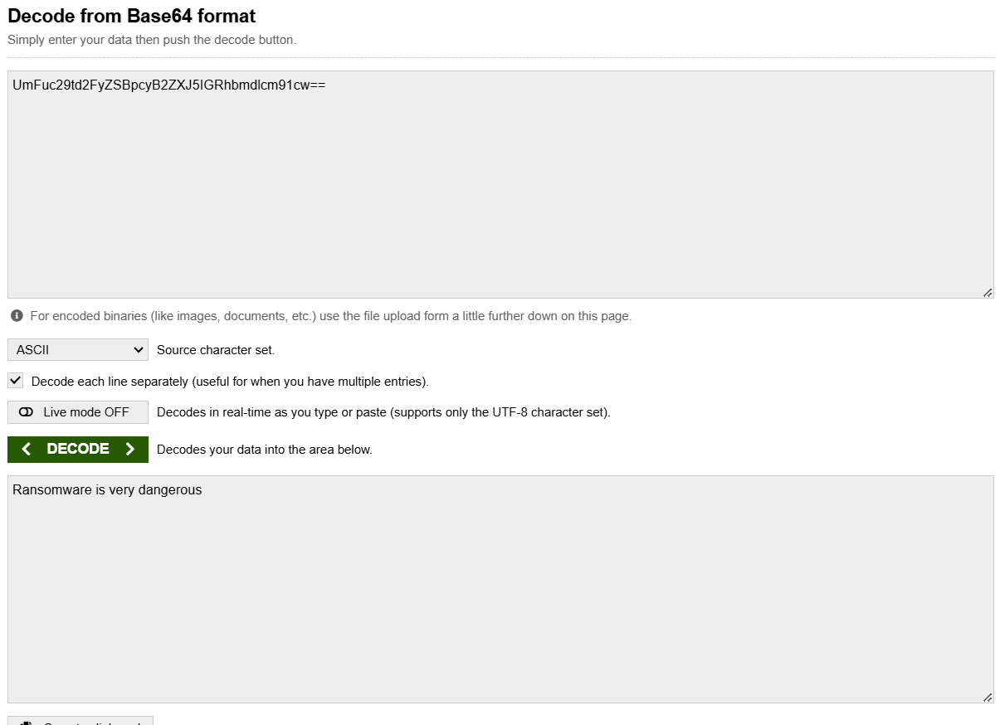 Decode from Base64 format
Simply enter your data then push the decode button.
UmFuc29td2FyZSBpcyB2ZXJ5IGRhbmdlcm91cw==
For encoded binaries (like images, documents, etc.) use the file upload form a little further down on this page.
ASCII Source character set.
Decode each line separately (useful for when you have multiple entries).
Live mode OFF Decodes in real-time as you type or paste (supports only the UTF-8 character set).
< DECODE > Decodes your data into the area below.
Ransomware is very dangerous